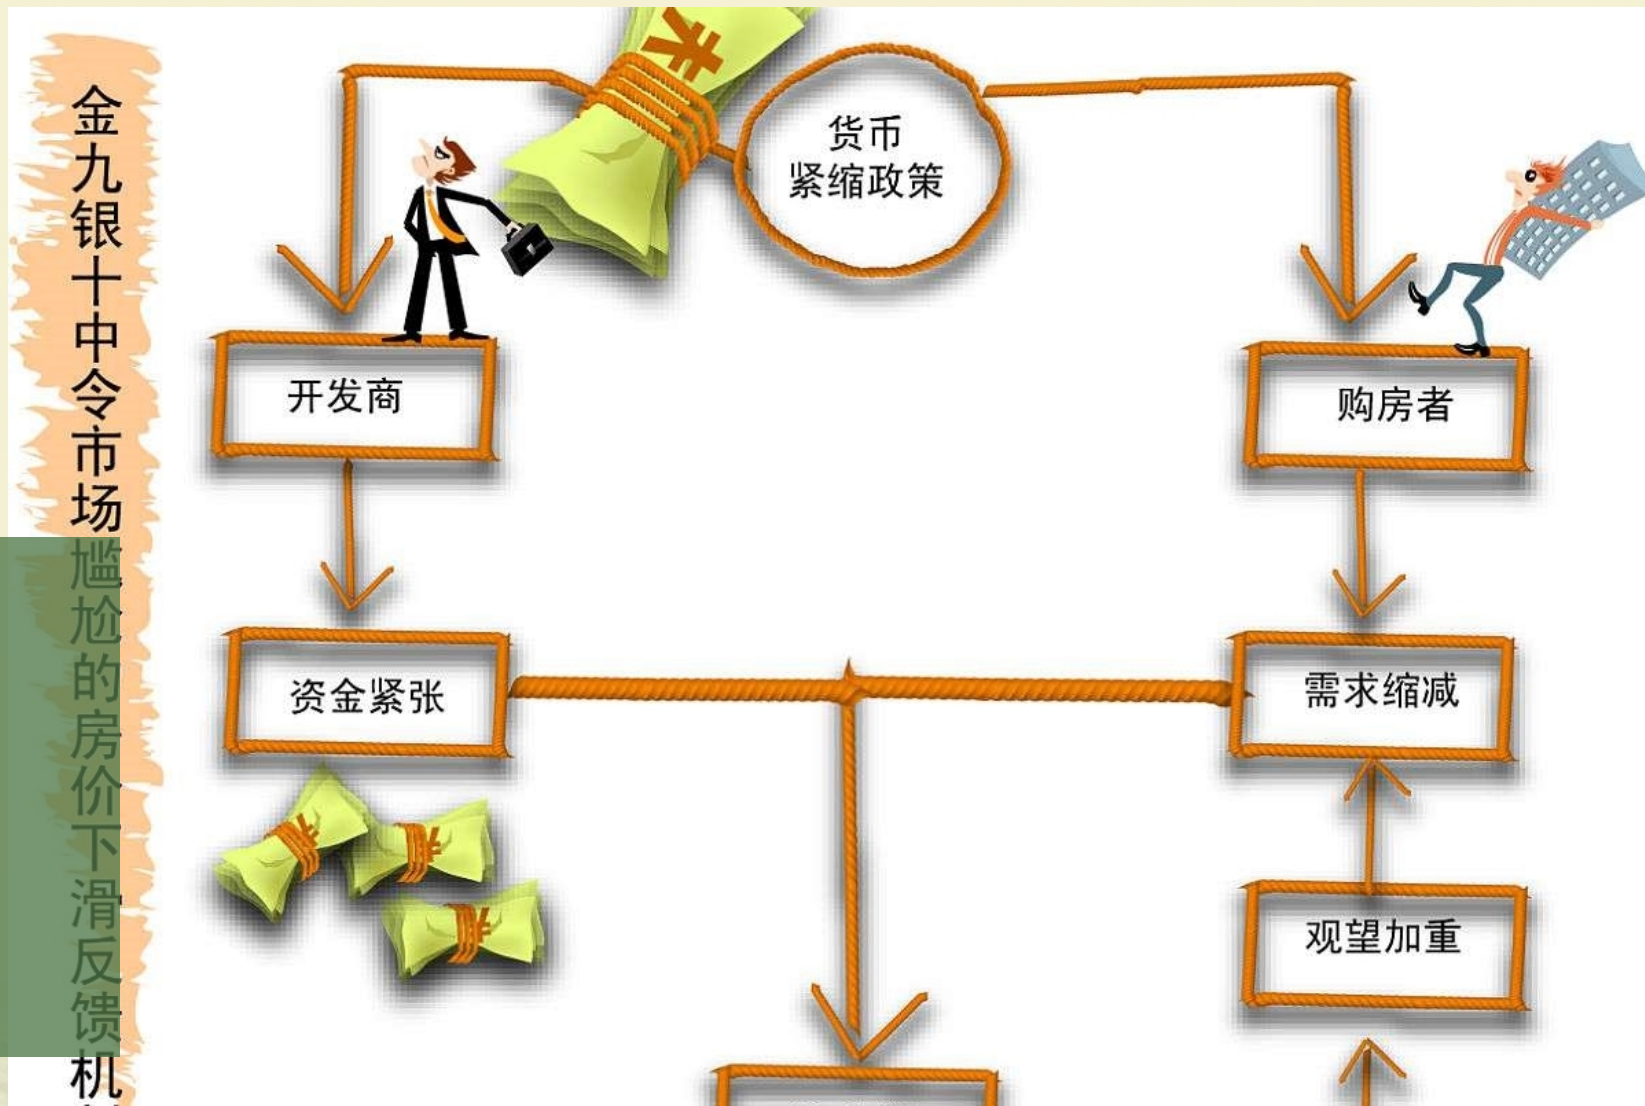 金九银十中令市场尴尬的房价下滑反馈机
货币
紧缩政策
开发商
购房者
资金紧张
需求缩减
观望加重